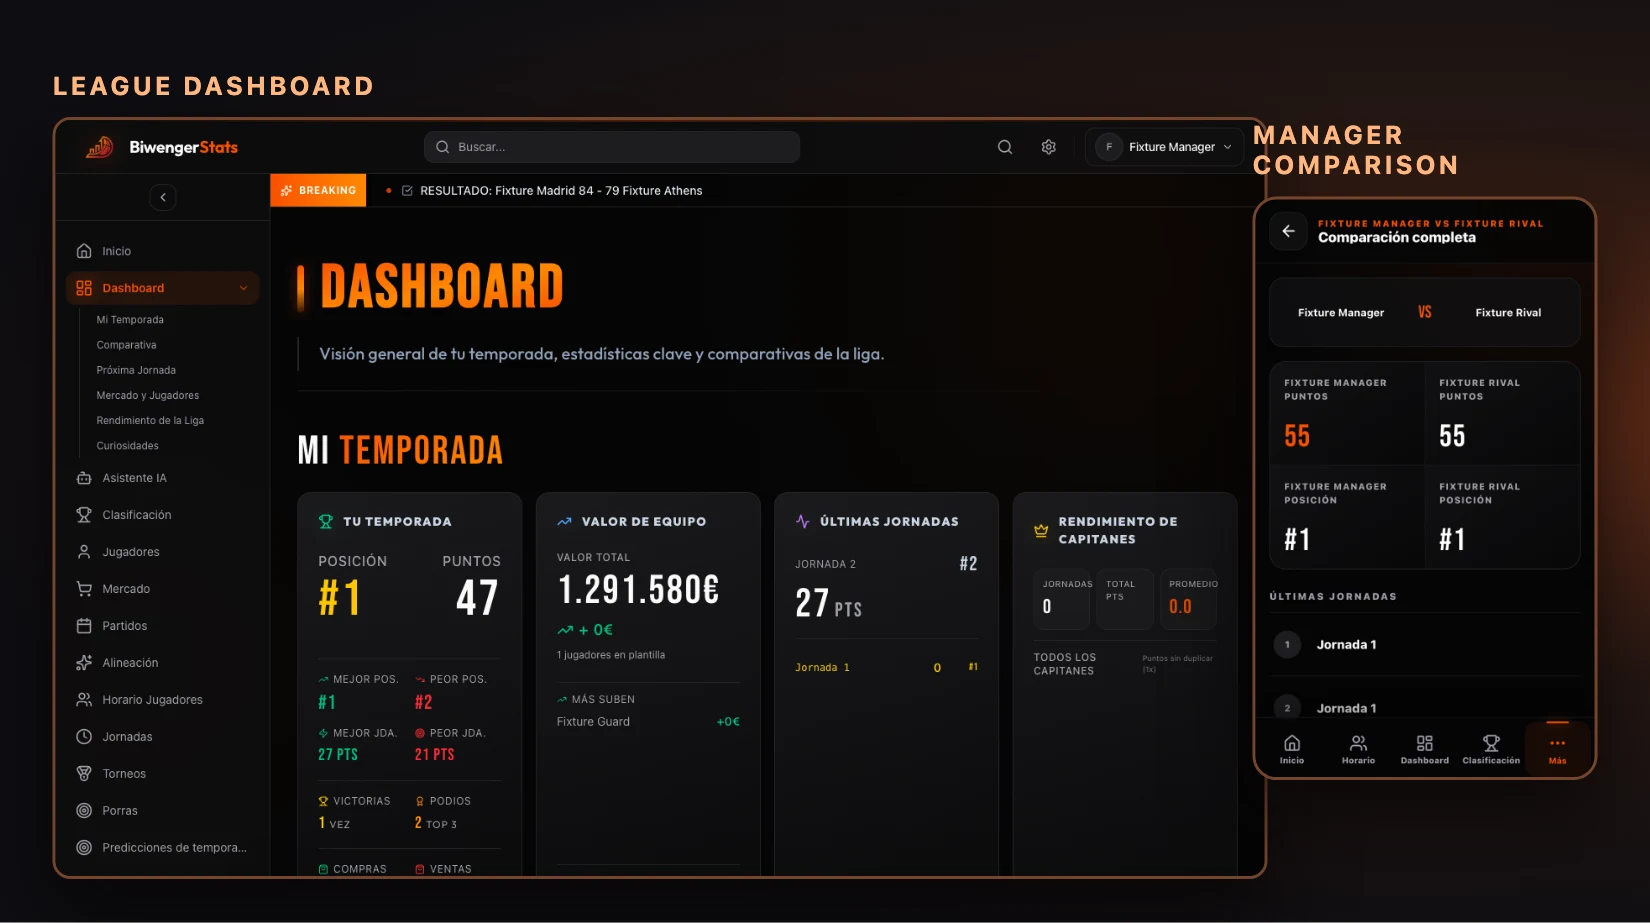 LEAGUE DASHBOARD
BiwengerStats
Buscar...
F
Fixture Manager
BREAKING
RESULTADO: Fixture Madrid 84 - 79 Fixture Athens
Inicio
Dashboard
Mi Temporada
Comparativa
Próxima Jornada
Mercado y Jugadores
Rendimiento de la Liga
Curiosidades
Asistente IA
Clasificación
Jugadores
Mercado
Partidos
Alineación
Horario Jugadores
Jornadas
Torneos
Porras
Predicciones de tempora...
DASHBOARD
Visión general de tu temporada, estadísticas clave y comparativas de la liga.
MI TEMPORADA
TU TEMPORADA
POSICIÓN PUNTOS
#1 47
MEJOR POS. PEOR POS.
#1 #2
MEJOR JDA. PEOR JDA.
27 PTS 21 PTS
VICTORIAS PODIOS
1 VEZ 2 TOP 3
COMPRAS VENTAS
VALOR DE EQUIPO
VALOR TOTAL
1.291.580€
+ 0€
1 jugadores en plantilla
MÁS SUBEN
Fixture Guard +0€
ÚLTIMAS JORNADAS
JORNADA 2 #2
27 PTS
Jornada 1 0 #1
RENDIMIENTO DE
CAPITANES
JORNADAS
0
TOTAL
PTS
PROMEDIO
0.0
TODOS LOS
CAPITANES
Puntos sin duplicar
(1x)
MANAGER
COMPARISON
FIXTURE MANAGER VS FIXTURE RIVAL
Comparación completa
Fixture Manager VS Fixture Rival
FIXTURE MANAGER
PUNTOS
55
FIXTURE RIVAL
PUNTOS
55
FIXTURE MANAGER
POSICIÓN
#1
FIXTURE RIVAL
POSICIÓN
#1
ÚLTIMAS JORNADAS
1 Jornada 1
2 Jornada 1
Inicio
Horario
Dashboard
Clasificación
Más